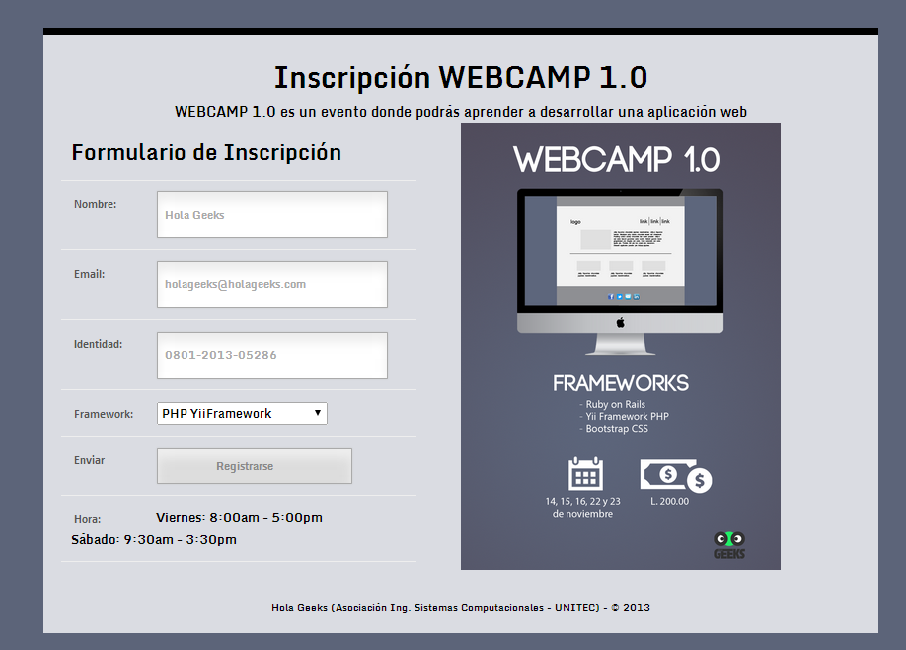 Inscripción WEBCAMP 1.0
WEBCAMP 1.0 es un evento donde podrás aprender a desarrollar una aplicación web
Formulario de Inscripción
Nombre:
Hola Geeks
Email:
holageeks@holageeks.com
Identidad:
0801-2013-05286
Framework:
PHP YiiFramework
Enviar
Registrarse
Hora:
Viernes: 8:00am - 5:00pm
Sábado: 9:30am - 3:30pm
WEBCAMP 1.0
logo
link | link | link
FRAMEWORKS
- Ruby on Rails
- Yii Framework PHP
- Bootstrap CSS
14, 15, 16, 22 y 23
de noviembre
L. 200.00
GEEKS
Hola Geeks (Asociación Ing. Sistemas Computacionales - UNITEC) - © 2013